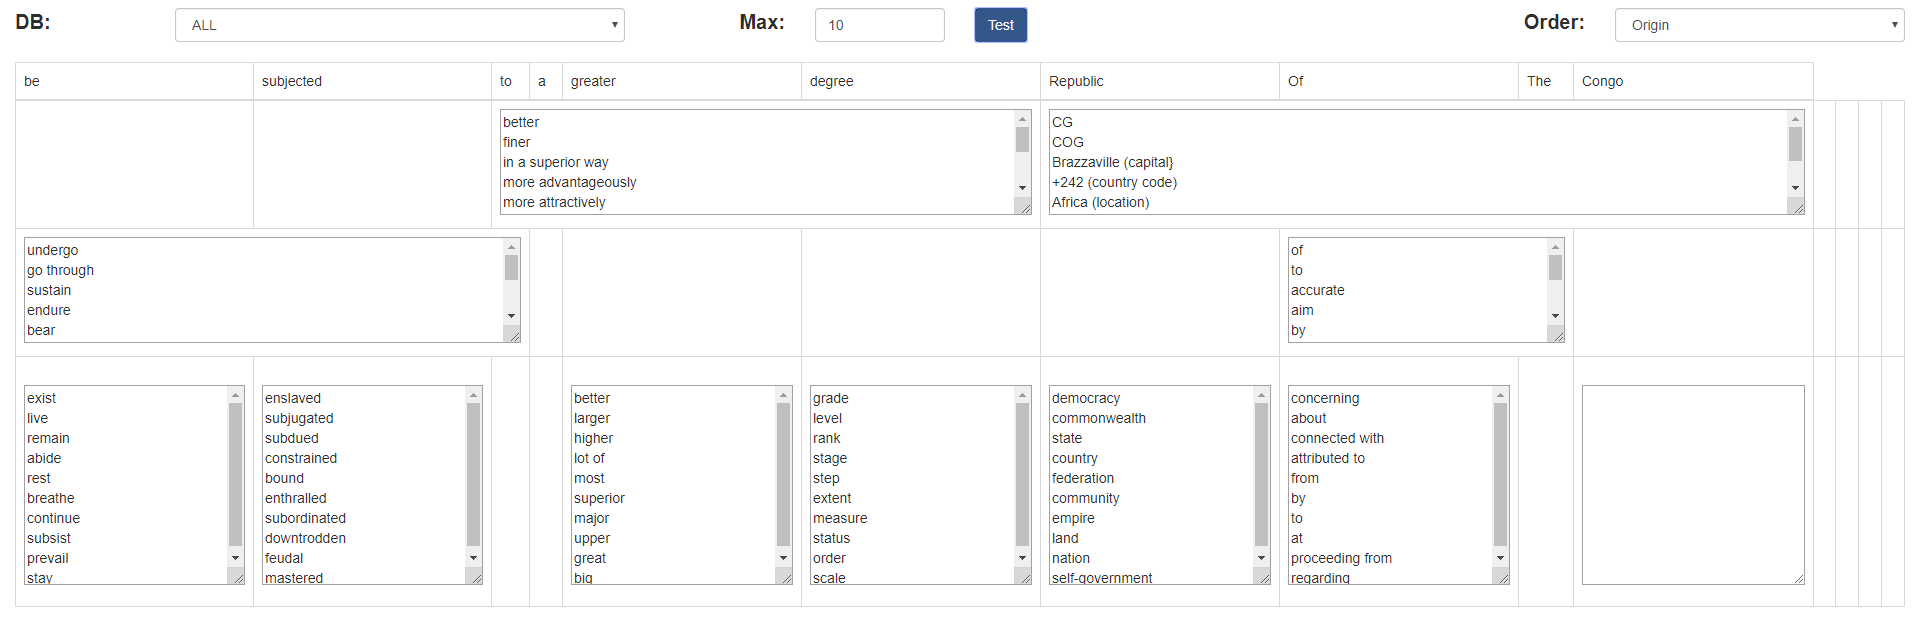 DB: ALL Max: 10 Test Order: Origin
be subjected to a greater degree Republic Of The Congo
better
finer
in a superior way
more advantageously
more attractively
CG
COG
Brazzaville (capital}
+242 (country code)
Africa (location)
undergo
go through
sustain
endure
bear
of
to
accurate
aim
by
exist
live
remain
abide
rest
breathe
continue
subsist
prevail
stay
enslaved
subjugated
subdued
constrained
bound
enthralled
subordinated
downtrodden
feudal
mastered
better
larger
higher
lot of
most
superior
major
upper
great
big
grade
level
rank
stage
step
extent
measure
status
order
scale
democracy
commonwealth
state
country
federation
community
empire
land
nation
self-government
concerning
about
connected with
attributed to
from
by
to
at
proceeding from
regarding